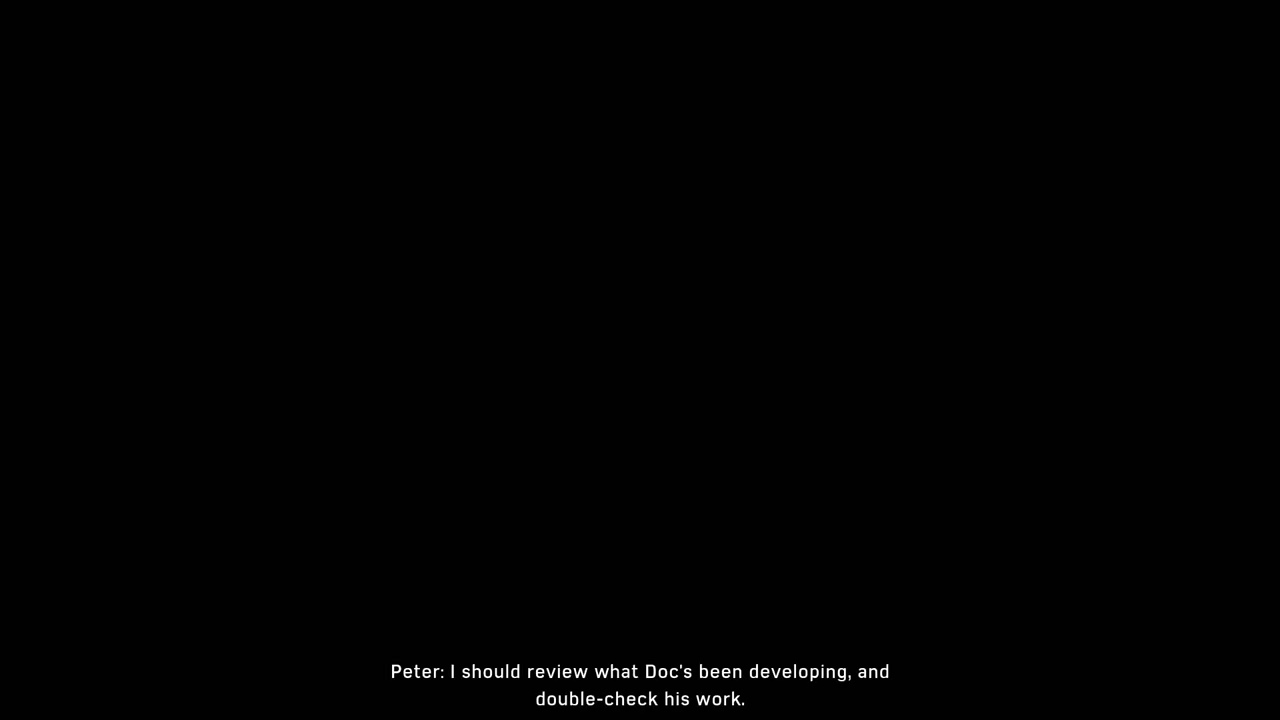 Peter: I should review what Doc's been developing, and
double-check his work.